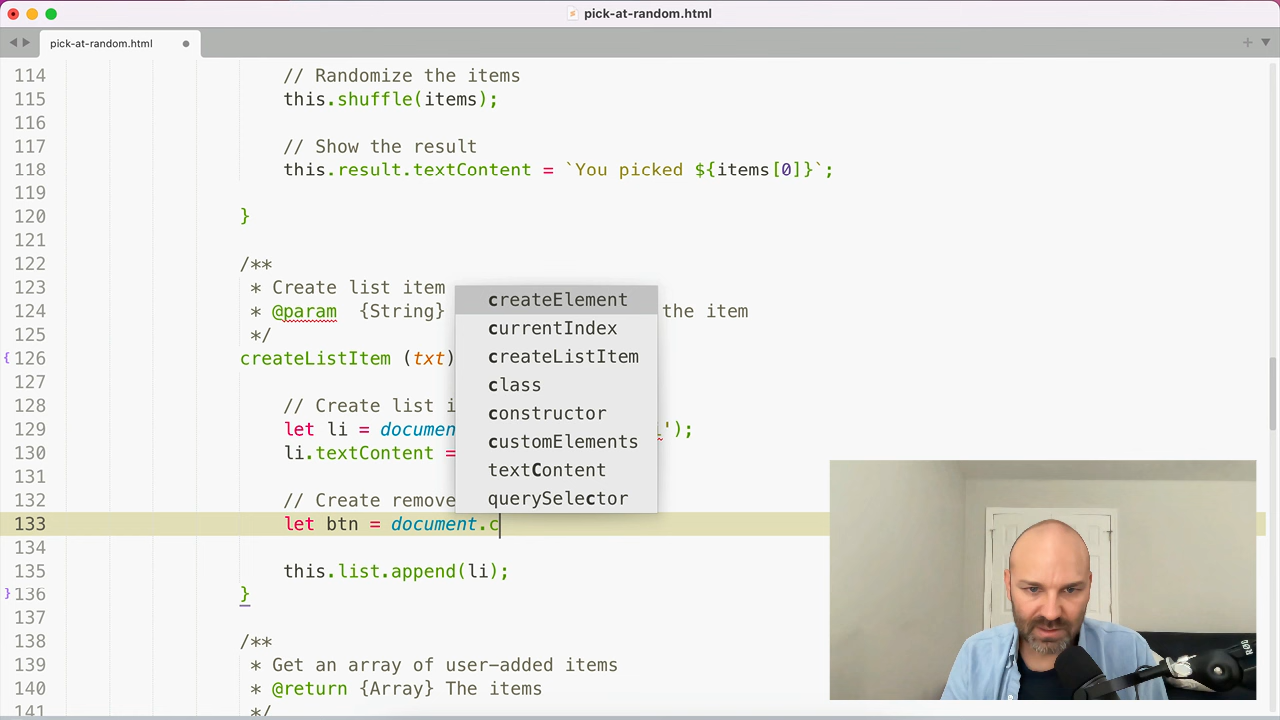 pick-at-random.html
pick-at-random.html
114 // Randomize the items
115 this.shuffle(items);
116
117 // Show the result
118 this.result.textContent = `You picked ${items[0]}`;
119
120 }
121
122 /**
123 * Create list item
124 * @param {String} the item
125 */
{ 126 createListItem (txt)
127
128 // Create list i
129 let li = documen ');
130 li.textContent =
131
132 // Create remove
133 let btn = document.c
134
135 this.list.append(li);
} 136 }
137
138 /**
139 * Get an array of user-added items
140 * @return {Array} The items
141 */
createElement
currentIndex
createListItem
class
constructor
customElements
textContent
querySelector